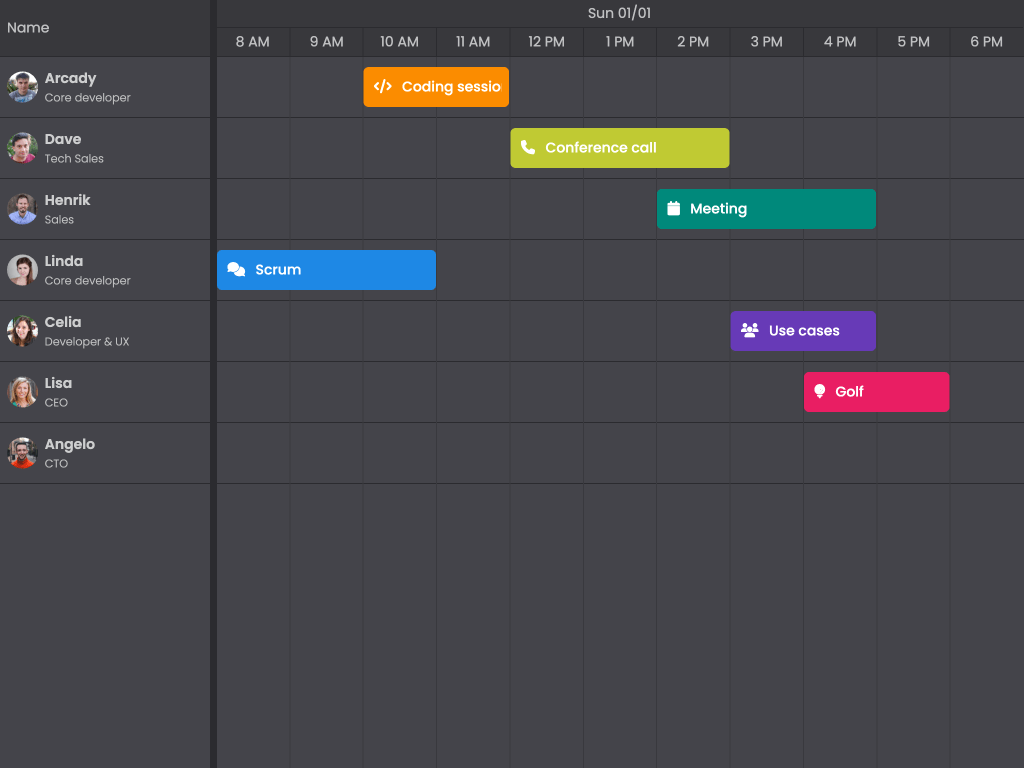 Name
Sun 01/01
8 AM 9 AM 10 AM 11 AM 12 PM 1 PM 2 PM 3 PM 4 PM 5 PM 6 PM
Arcady
Core developer
Coding sessio
Dave
Tech Sales
Conference call
Henrik
Sales
Meeting
Linda
Core developer
Scrum
Celia
Developer & UX
Use cases
Lisa
CEO
Golf
Angelo
CTO